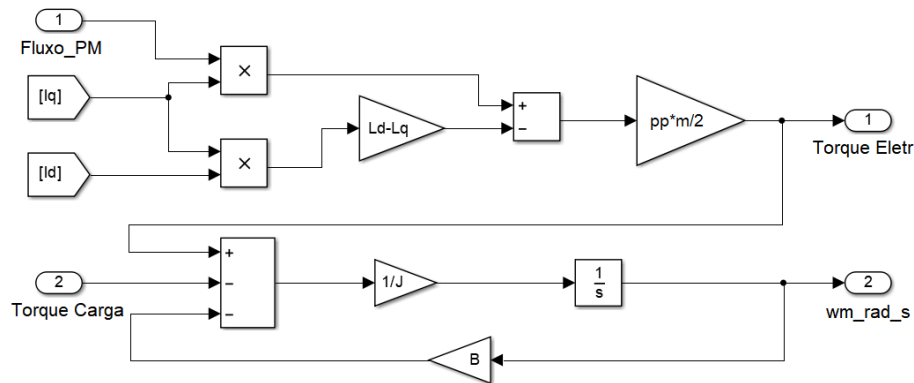 1
Fluxo_PM
[Iq]
×
Ld-Lq
+
−
pp*m/2
1
Torque Eletr
[Id]
×
2
Torque Carga
+
−
−
1/J
1
s
2
wm_rad_s
B